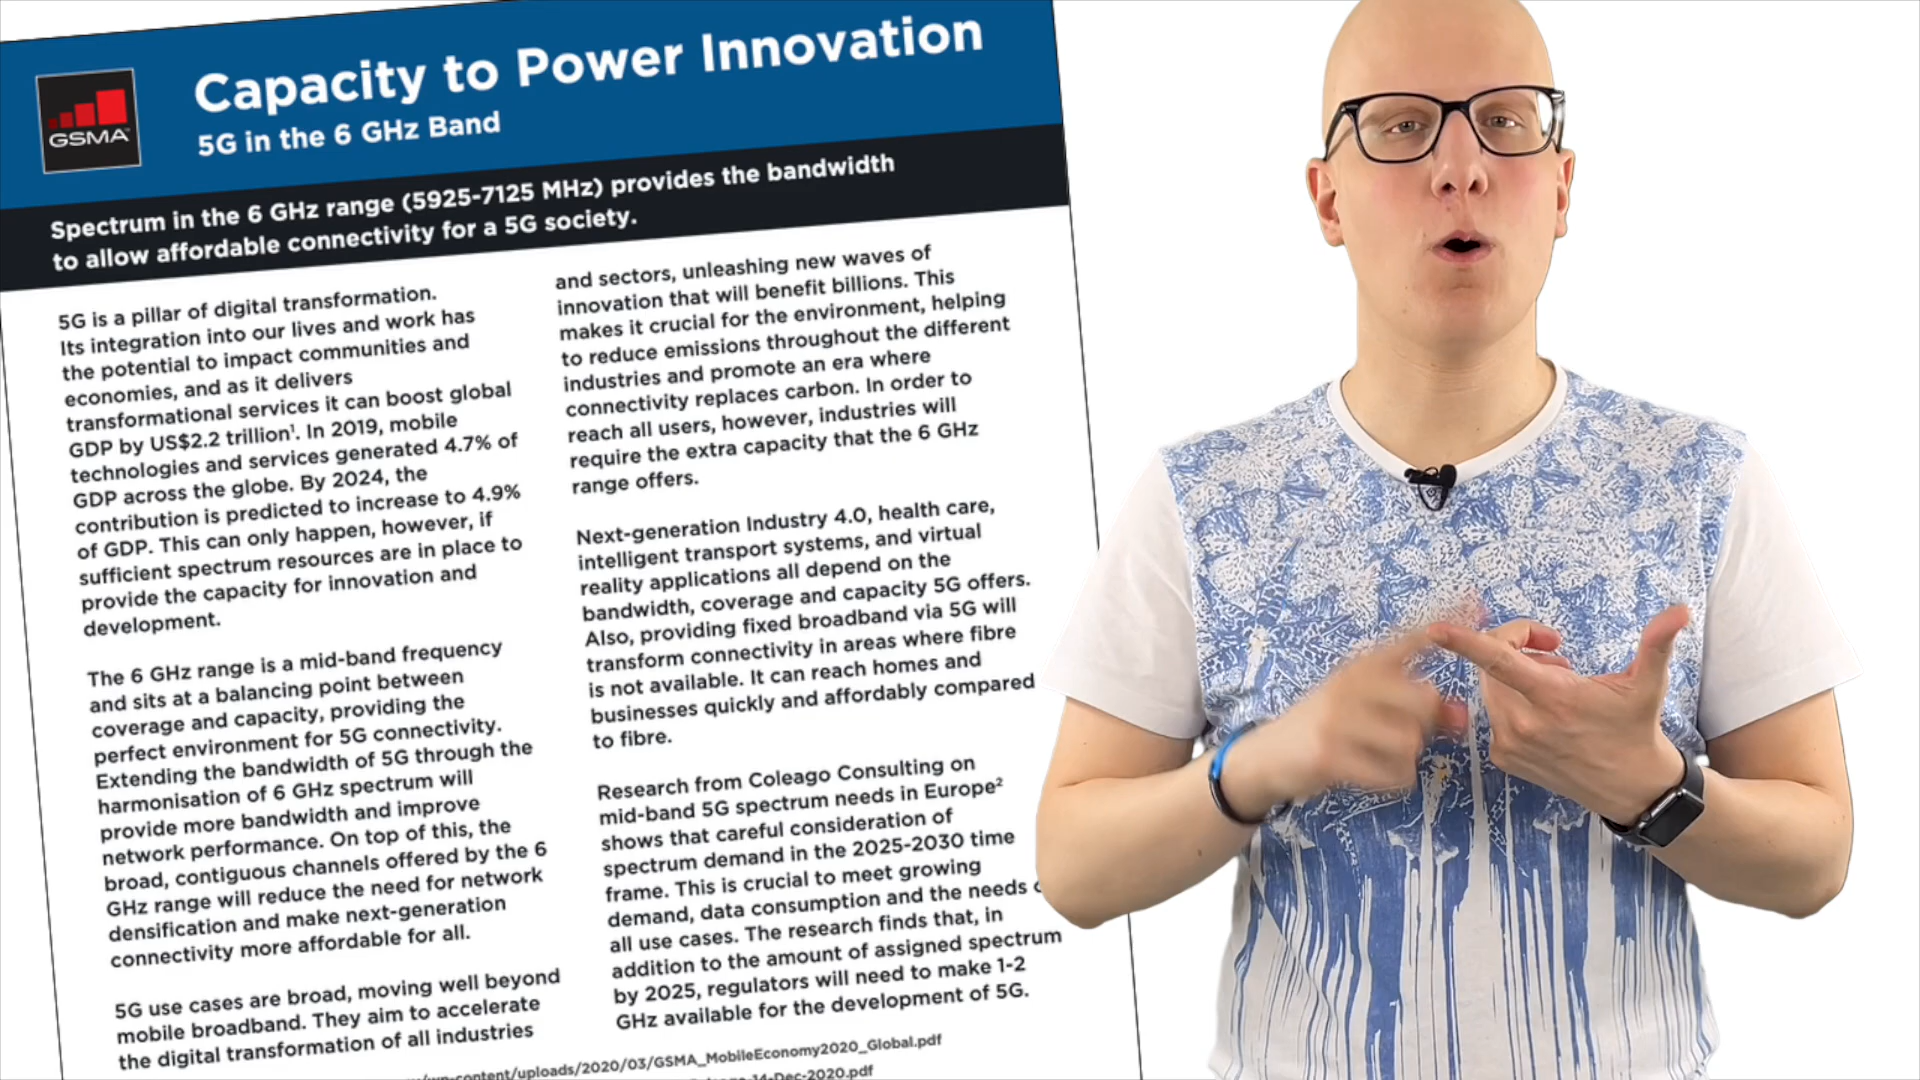 GSMA
Capacity to Power Innovation
5G in the 6 GHz Band
Spectrum in the 6 GHz range (5925-7125 MHz) provides the bandwidth
to allow affordable connectivity for a 5G society.
5G is a pillar of digital transformation.
Its integration into our lives and work has
the potential to impact communities and
economies, and as it delivers
transformational services it can boost global
GDP by US$2.2 trillion¹. In 2019, mobile
technologies and services generated 4.7% of
GDP across the globe. By 2024, the
contribution is predicted to increase to 4.9%
of GDP. This can only happen, however, if
sufficient spectrum resources are in place to
provide the capacity for innovation and
development.
The 6 GHz range is a mid-band frequency
and sits at a balancing point between
coverage and capacity, providing the
perfect environment for 5G connectivity.
Extending the bandwidth of 5G through the
harmonisation of 6 GHz spectrum will
provide more bandwidth and improve
network performance. On top of this, the
broad, contiguous channels offered by the 6
GHz range will reduce the need for network
densification and make next-generation
connectivity more affordable for all.
5G use cases are broad, moving well beyond
mobile broadband. They aim to accelerate
the digital transformation of all industries
and sectors, unleashing new waves of
innovation that will benefit billions. This
makes it crucial for the environment, helping
to reduce emissions throughout the different
industries and promote an era where
connectivity replaces carbon. In order to
reach all users, however, industries will
require the extra capacity that the 6 GHz
range offers.
Next-generation Industry 4.0, health care,
intelligent transport systems, and virtual
reality applications all depend on the
bandwidth, coverage and capacity 5G offers.
Also, providing fixed broadband via 5G will
transform connectivity in areas where fibre
is not available. It can reach homes and
businesses quickly and affordably compared
to fibre.
Research from Coleago Consulting on
mid-band 5G spectrum needs in Europe²
shows that careful consideration of
spectrum demand in the 2025-2030 time
frame. This is crucial to meet growing
demand, data consumption and the needs
all use cases. The research finds that, in
addition to the amount of assigned spectrum
by 2025, regulators will need to make 1-2
GHz available for the development of 5G.
/wp-content/uploads/2020/03/GSMA_MobileEconomy2020_Global.pdf
14-Dec-2020.pdf